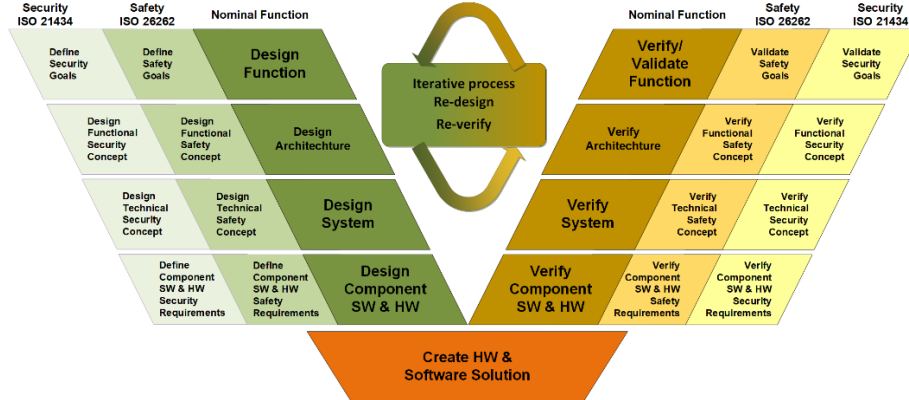 Security
ISO 21434
Safety
ISO 26262
Nominal Function
Nominal Function
Safety
ISO 26262
Security
ISO 21434
Define
Security
Goals
Define
Safety
Goals
Design
Function
Iterative process
Re-design
Re-verify
Verify/
Validate
Function
Validate
Safety
Goals
Validate
Security
Goals
Design
Functional
Security
Concept
Design
Functional
Safety
Concept
Design
Architechture
Verify
Architecture
Verify
Functional
Safety
Concept
Verify
Functional
Security
Concept
Design
Technical
Security
Concept
Design
Technical
Safety
Concept
Design
System
Verify
System
Verify
Technical
Safety
Concept
Verify
Technical
Security
Concept
Define
Component
SW & HW
Security
Requirements
Define
Component
SW & HW
Safety
Requirements
Design
Component
SW & HW
Verify
Component
SW & HW
Verify
Component
SW & HW
Safety
Requirements
Verify
Component
SW & HW
Security
Requirements
Create HW &
Software Solution